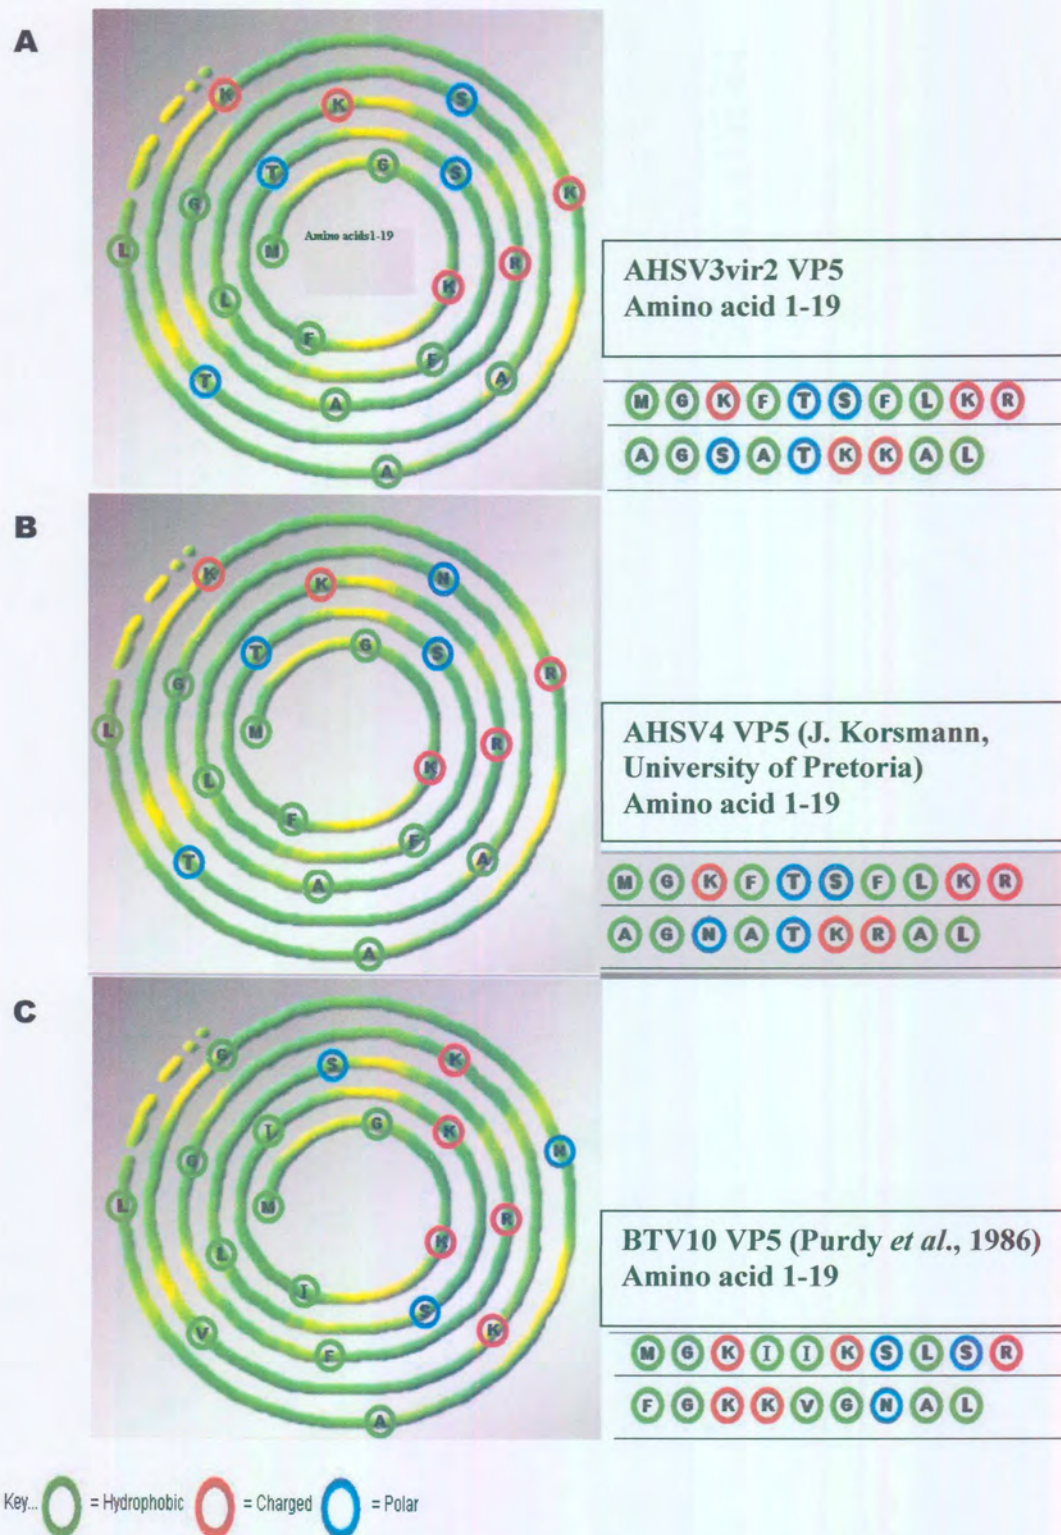 A
K K S
T G S K
G
Amino acids1-19
L M R
L K
F F
T A A
A
AHSV3vir2 VP5
Amino acid 1-19
M G K F T S F L K R
A G S A T K K A L
B
K K N
T G S R
G
L M R
L K
F F
T A A
A
AHSV4 VP5 (J. Korsmann,
University of Pretoria)
Amino acid 1-19
M G K F T S F L K R
A G N A T K R A L
C
G S K
I G K N
G
L M R
L K
I S
V F K
A
BTV10 VP5 (Purdy et al., 1986)
Amino acid 1-19
M G K I I K S L S R
F G K K V G N A L
Key... = Hydrophobic = Charged = Polar